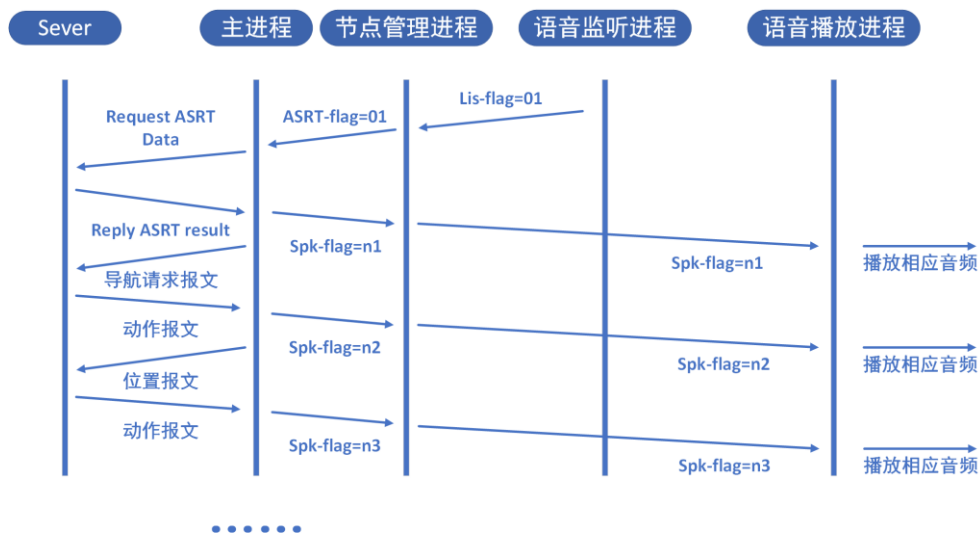 Sever
主进程
节点管理进程
语音监听进程
语音播放进程
Lis-flag=01
ASRT-flag=01
Request ASRT
Data
Reply ASRT result
Spk-flag=n1
Spk-flag=n1
播放相应音频
导航请求报文
动作报文
Spk-flag=n2
Spk-flag=n2
播放相应音频
位置报文
动作报文
Spk-flag=n3
Spk-flag=n3
播放相应音频
······